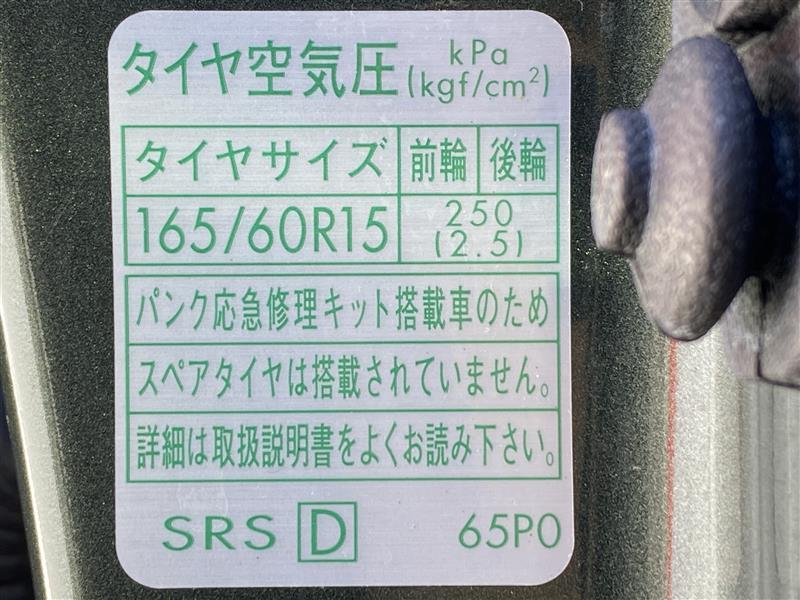 タイヤ空気圧 kPa
(kgf/cm²)
タイヤサイズ 前輪 後輪
165/60R15 250
(2.5)
パンク応急修理キット搭載車のため
スペアタイヤは搭載されていません。
詳細は取扱説明書をよくお読み下さい。
SRS D 65P0